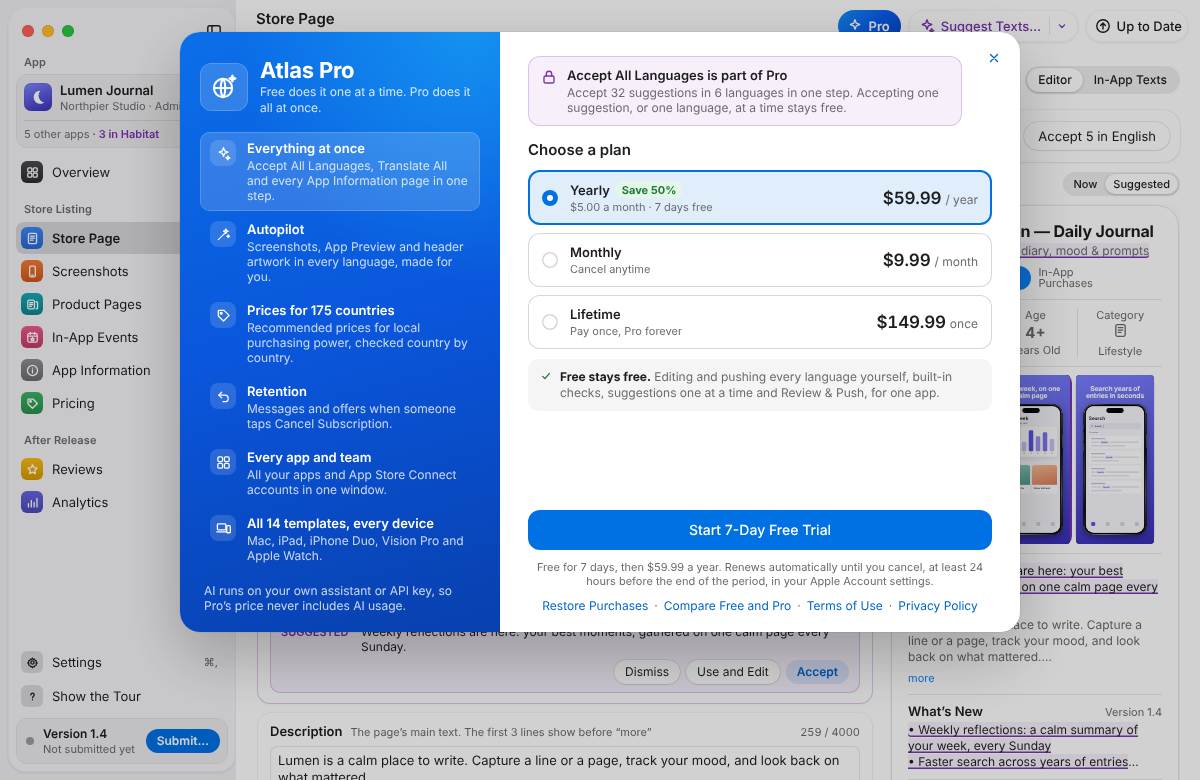 Store Page
Pro
Suggest Texts...
Up to Date
App
Lumen Journal
Northpier Studio · Admi
5 other apps · 3 in Habitat
Overview
Store Listing
Store Page
Screenshots
Product Pages
In-App Events
App Information
Pricing
After Release
Reviews
Analytics
Settings
⌘,
? Show the Tour
Version 1.4
Not submitted yet
Submit...
Atlas Pro
Free does it one at a time. Pro does it
all at once.
Everything at once
Accept All Languages, Translate All
and every App Information page in one
step.
Autopilot
Screenshots, App Preview and header
artwork in every language, made for
you.
Prices for 175 countries
Recommended prices for local
purchasing power, checked country by
country.
Retention
Messages and offers when someone
taps Cancel Subscription.
Every app and team
All your apps and App Store Connect
accounts in one window.
All 14 templates, every device
Mac, iPad, iPhone Duo, Vision Pro and
Apple Watch.
AI runs on your own assistant or API key, so
Pro's price never includes AI usage.
Accept All Languages is part of Pro
Accept 32 suggestions in 6 languages in one step. Accepting one
suggestion, or one language, at a time stays free.
Choose a plan
Yearly Save 50%
$5.00 a month · 7 days free
$59.99 / year
Monthly
Cancel anytime
$9.99 / month
Lifetime
Pay once, Pro forever
$149.99 once
Free stays free. Editing and pushing every language yourself, built-in
checks, suggestions one at a time and Review & Push, for one app.
Start 7-Day Free Trial
Free for 7 days, then $59.99 a year. Renews automatically until you cancel, at least 24
hours before the end of the period, in your Apple Account settings.
Restore Purchases · Compare Free and Pro · Terms of Use · Privacy Policy
SUGGESTED Weekly reflections are here: your best moments, gathered on one calm page every
Sunday.
Dismiss
Use and Edit
Accept
Description The page's main text. The first 3 lines show before “more”
259 / 4000
Lumen is a calm place to write. Capture a line or a page, track your mood, and look back on
what mattered.
Editor
In-App Texts
Accept 5 in English
Now
Suggested
n — Daily Journal
diary, mood & prompts
In-App
Purchases
Age
4+
ears Old
Category
Lifestyle
week, on one
lm page
Search years of
entries in seconds
Search
are here: your best
on one calm page every
ce to write. Capture a
line or a page, track your mood, and look
back on what mattered....
more
What's New
Version 1.4
• Weekly reflections: a calm summary of
your week, every Sunday
• Faster search across years of entries...